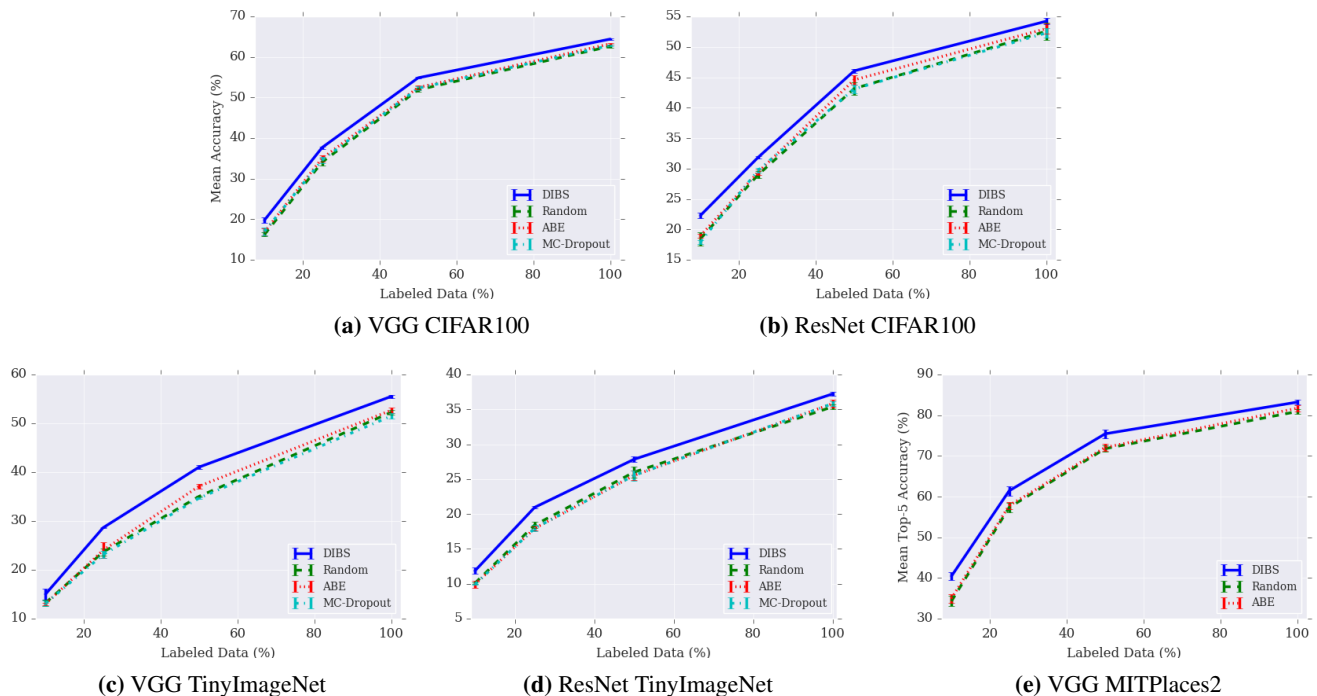 70
60
50
40
30
20
10
Mean Accuracy (%)
20 40 60 80 100
Labeled Data (%)
DIBS
Random
ABE
MC-Dropout
(a) VGG CIFAR100
55
50
45
40
35
30
25
20
15
20 40 60 80 100
Labeled Data (%)
DIBS
Random
ABE
MC-Dropout
(b) ResNet CIFAR100
60
50
40
30
20
10
20 40 60 80 100
Labeled Data (%)
DIBS
Random
ABE
MC-Dropout
(c) VGG TinyImageNet
40
35
30
25
20
15
10
5
20 40 60 80 100
Labeled Data (%)
DIBS
Random
ABE
MC-Dropout
(d) ResNet TinyImageNet
90
80
70
60
50
40
30
Mean Top-5 Accuracy (%)
20 40 60 80 100
Labeled Data (%)
DIBS
Random
ABE
(e) VGG MITPlaces2